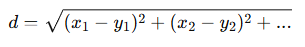 d = √(x₁ − y₁)² + (x₂ − y₂)² + ...